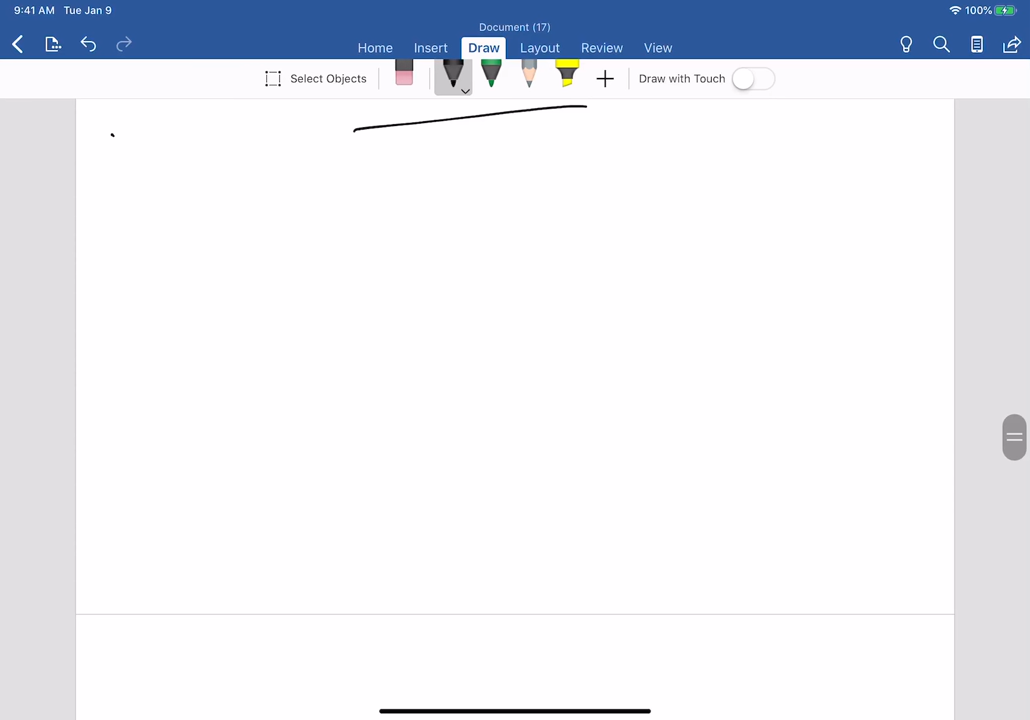 9:41 AM Tue Jan 9
100%
Document (17)
Home Insert Draw Layout Review View
Select Objects
Draw with Touch